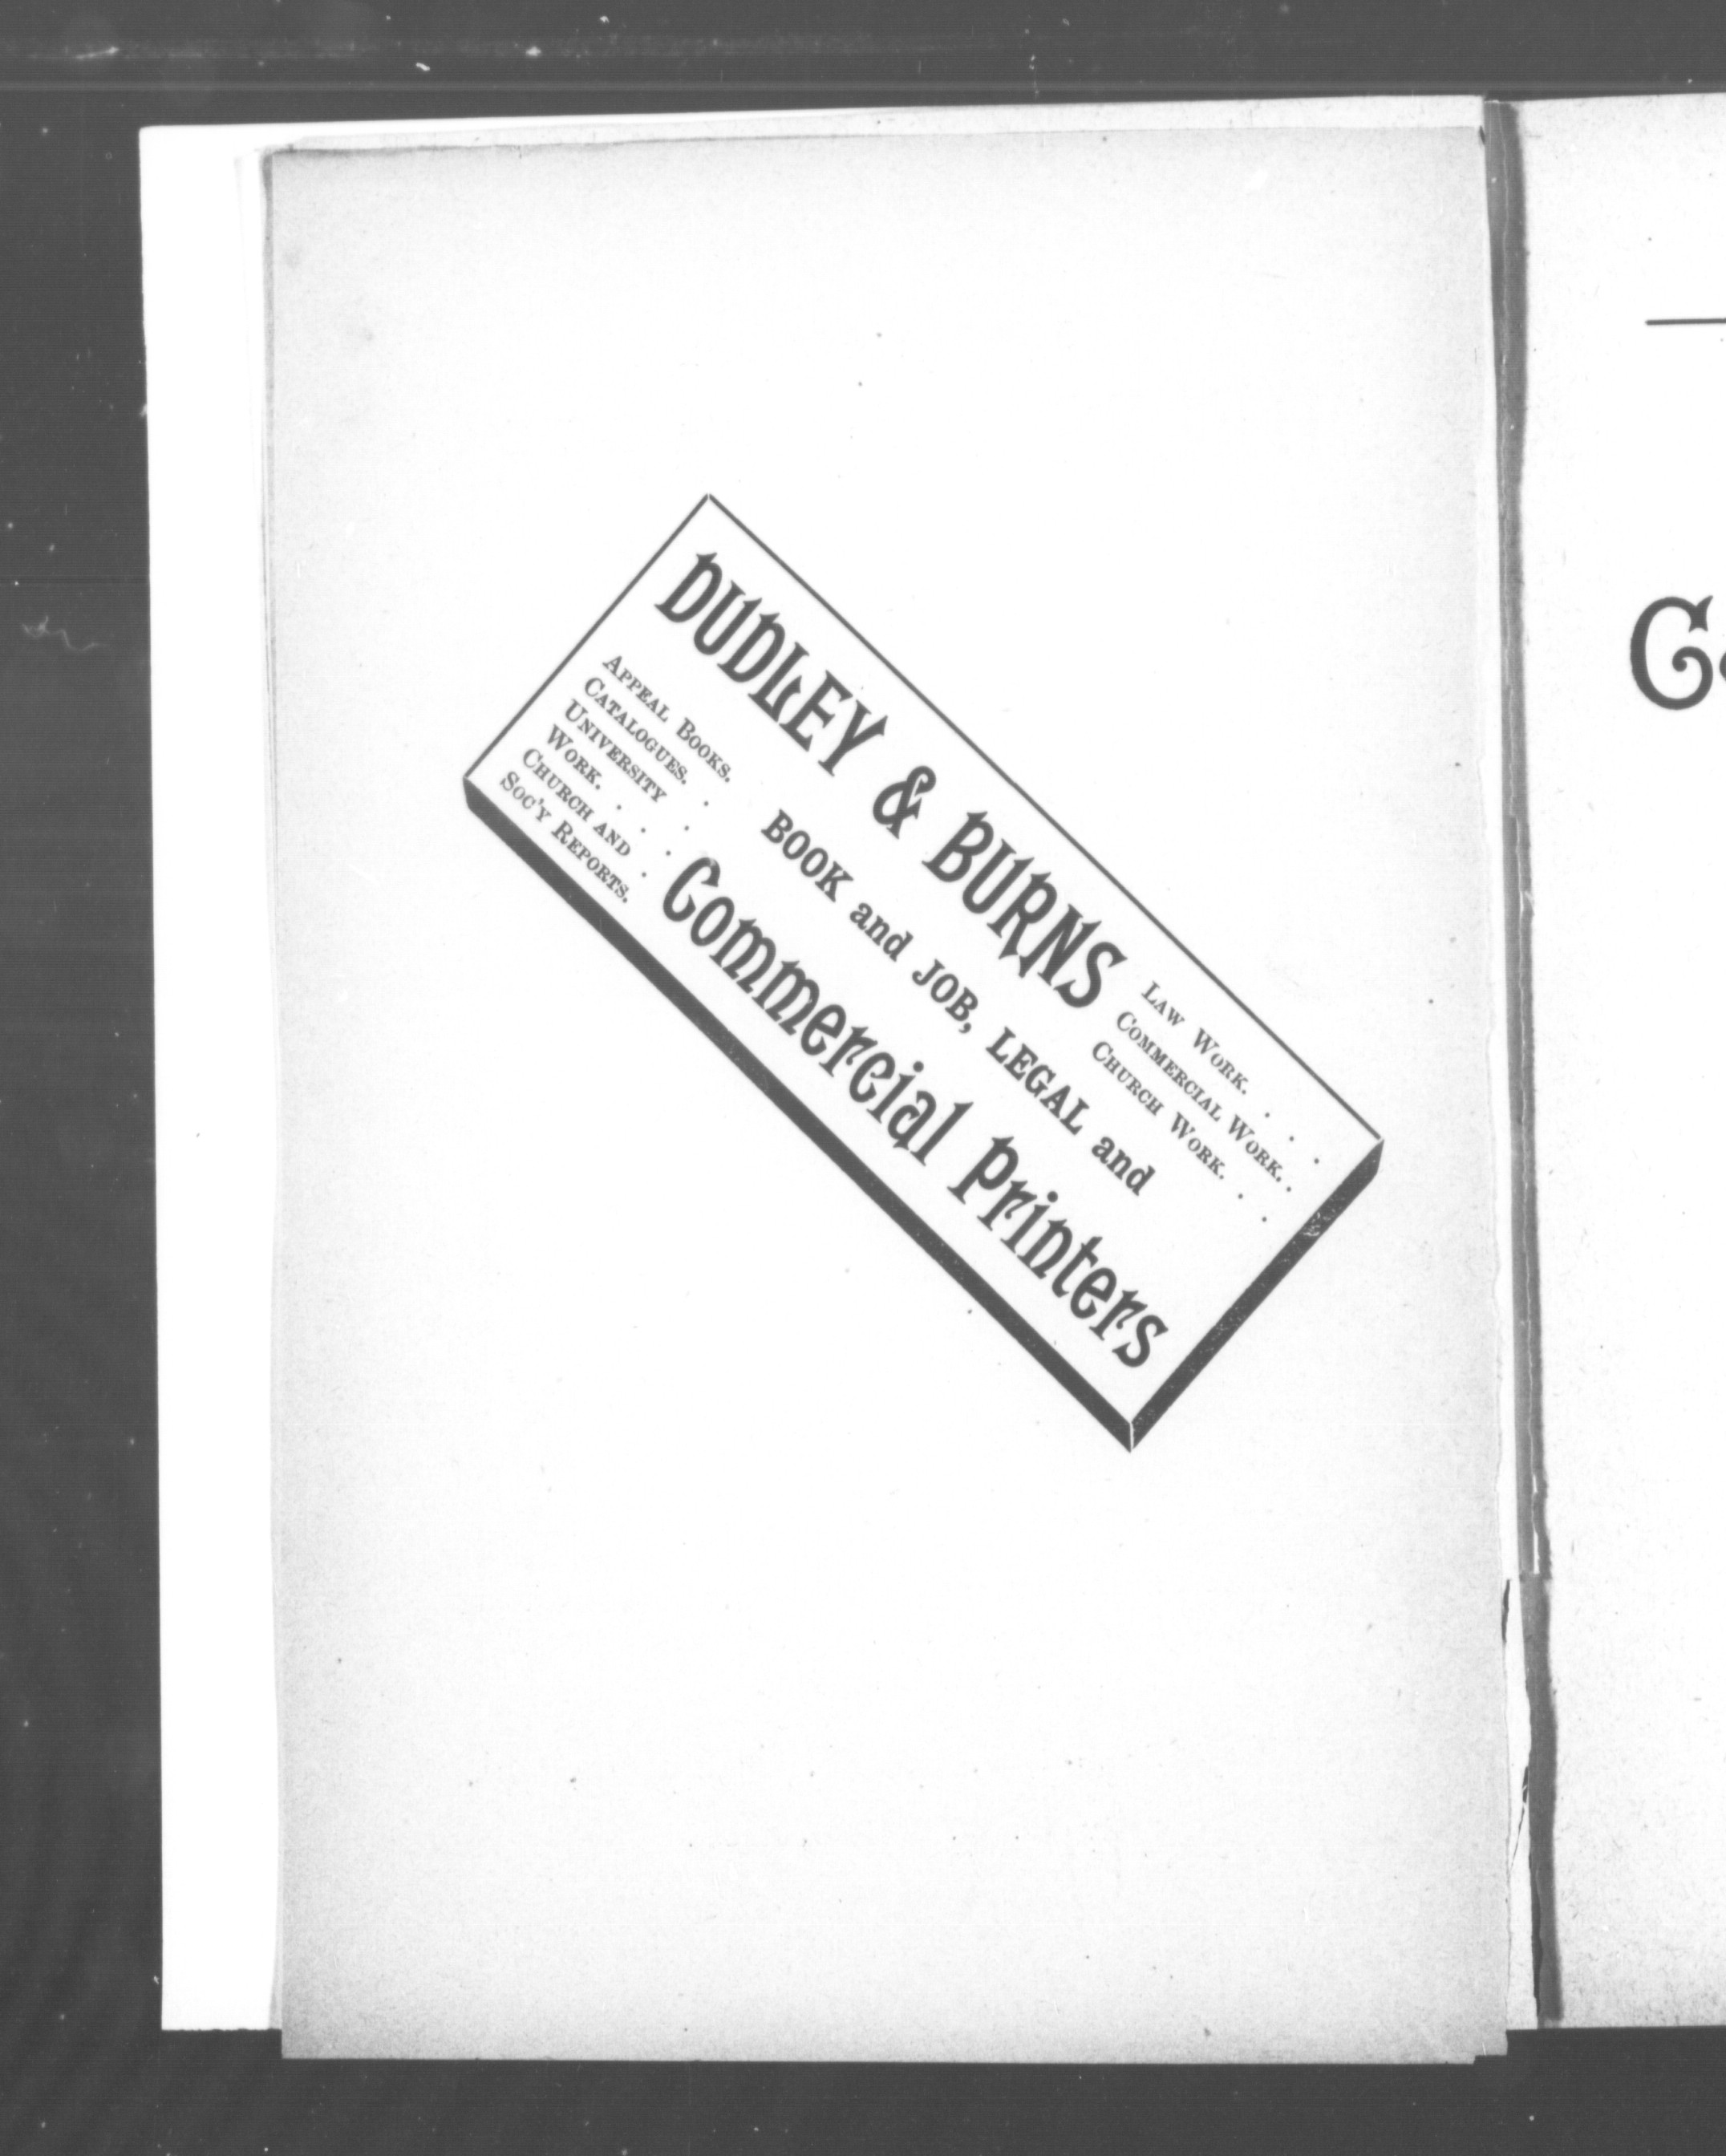 DUDLEY & BURNS
LAW WORK. . . .
COMMERCIAL WORK. .
CHURCH WORK. . .
APPEAL BOOKS.
CATALOGUES. .
UNIVERSITY .
WORK. . . .
CHURCH AND .
SOC'Y REPORTS.
BOOK and JOB, LEGAL and
Commercial Printers